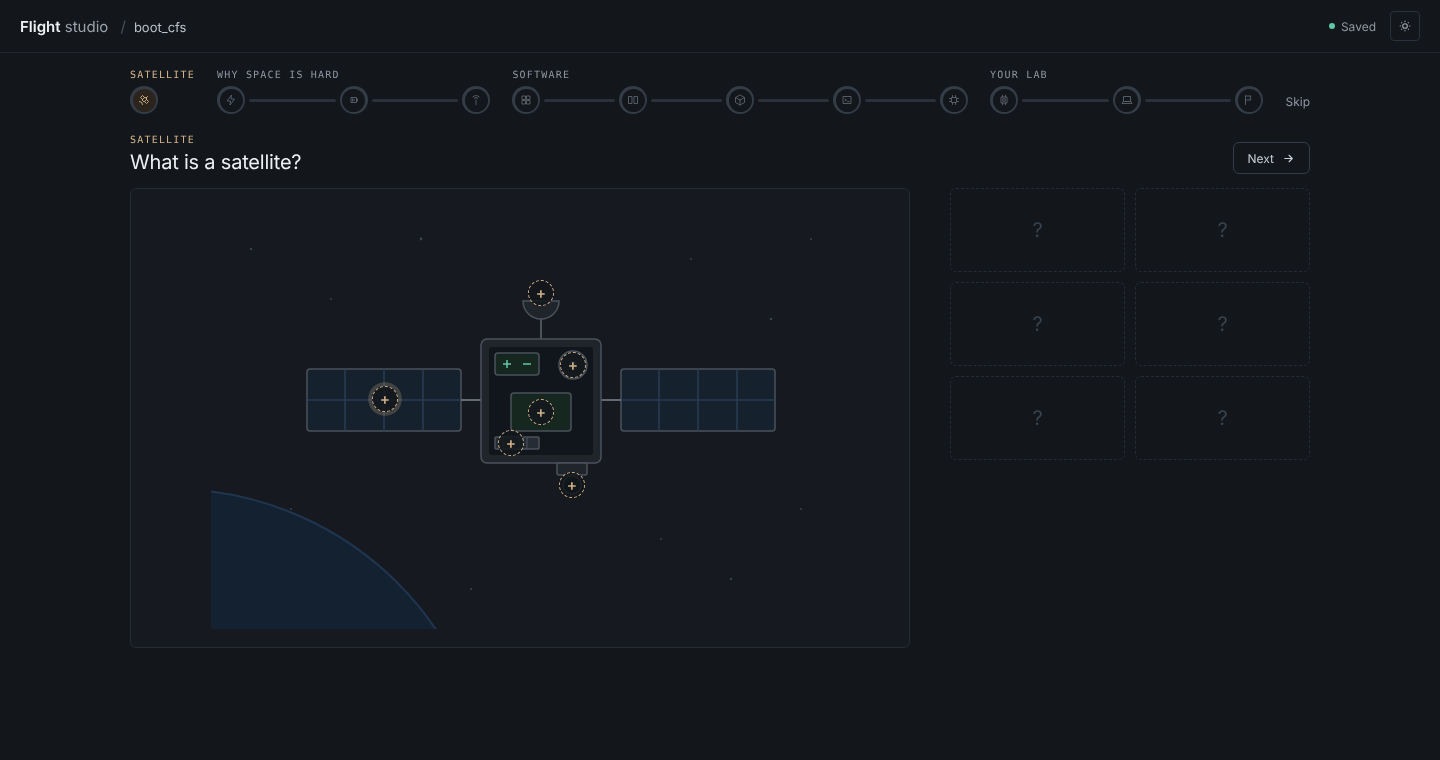 Flight studio / boot_cfs
Saved
SATELLITE
WHY SPACE IS HARD
SOFTWARE
YOUR LAB
Skip
SATELLITE
What is a satellite?
Next →
+
+ − +
+
+
+
+
? ?
? ?
? ?